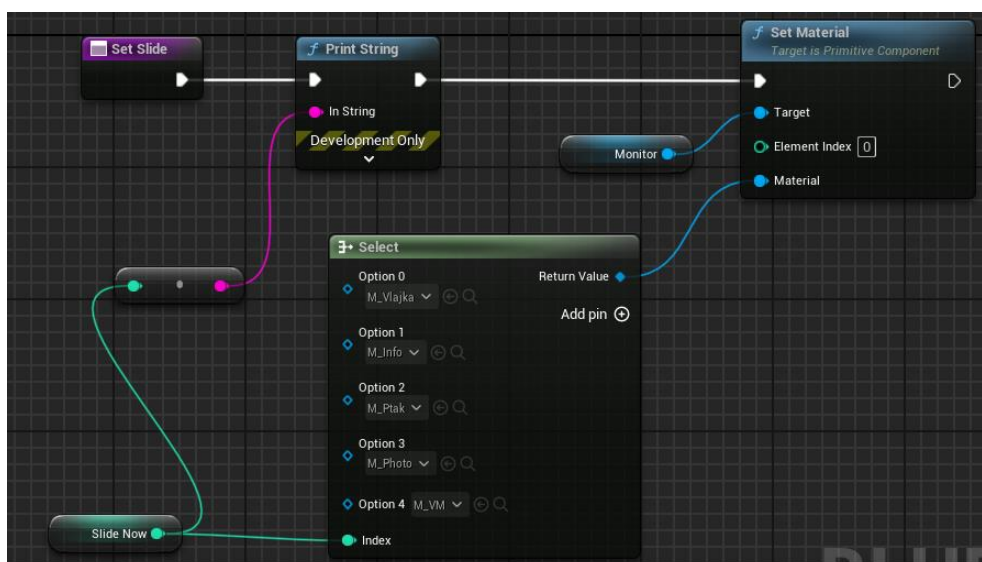 Set Slide
Print String
In String
Development Only
Set Material
Target is Primitive Component
Target
Element Index 0
Material
Monitor
Select
Option 0
M_Vlajka
Return Value
Add pin
Option 1
M_Info
Option 2
M_Ptak
Option 3
M_Photo
Option 4 M_VM
Index
Slide Now